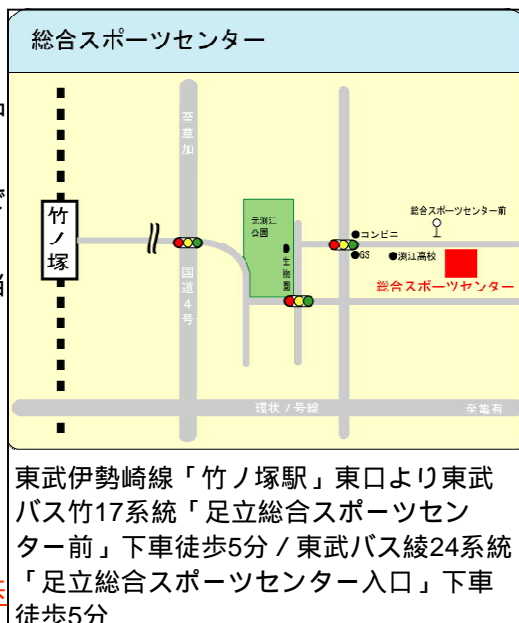 総合スポーツセンター
至草加
竹ノ塚
元渕江
公園
生物園
国道4号
コンビニ
GS
渕江高校
総合スポーツセンター前
総合スポーツセンター
環状7号線
至亀有
東武伊勢崎線「竹ノ塚駅」東口より東武
バス竹17系統「足立総合スポーツセン
ター前」下車徒歩5分 / 東武バス綾24系統
「足立総合スポーツセンター入口」下車
徒歩5分